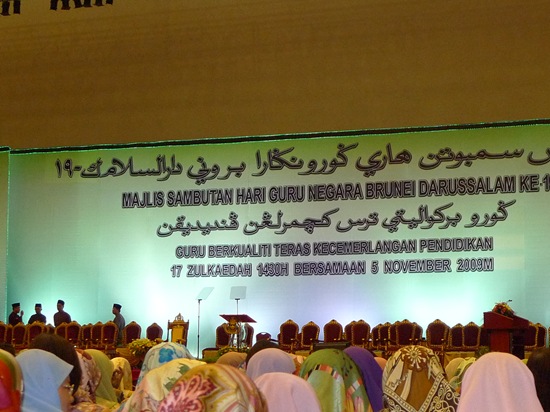 سمبوتن هاري ݢورو نݢارا بروني دارالسلام ك-١٩
MAJLIS SAMBUTAN HARI GURU NEGARA BRUNEI DARUSSALAM KE-1
ݢورو برکواليتي ترس کچمرلڠن ڤنديديقن
GURU BERKUALITI TERAS KECEMERLANGAN PENDIDIKAN
17 ZULKAEDAH 1430H BERSAMAAN 5 NOVEMBER 2009M